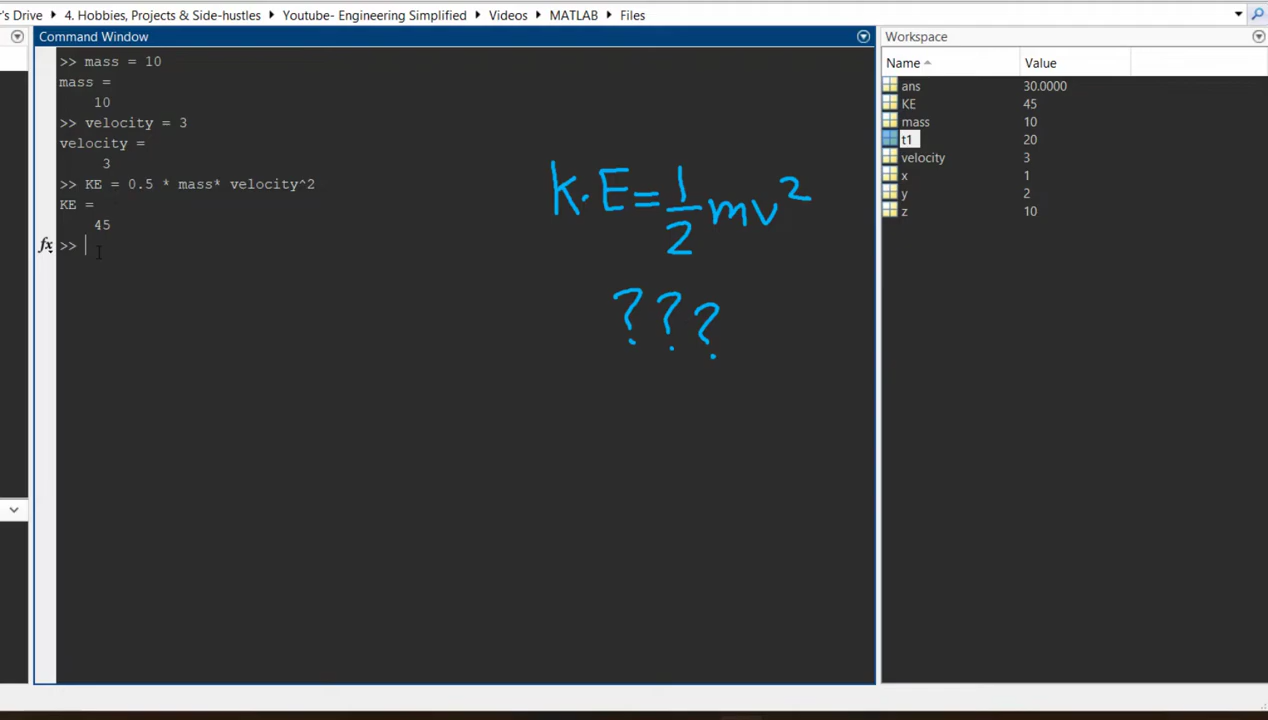 's Drive ▸ 4. Hobbies, Projects & Side-hustles ▸ Youtube- Engineering Simplified ▸ Videos ▸ MATLAB ▸ Files
Command Window
>> mass = 10
mass =
10
>> velocity = 3
velocity =
3
>> KE = 0.5 * mass* velocity^2
KE =
45
fx >>
K.E = 1/2 mv²
???
Workspace
Name Value
ans 30.0000
KE 45
mass 10
t1 20
velocity 3
x 1
y 2
z 10